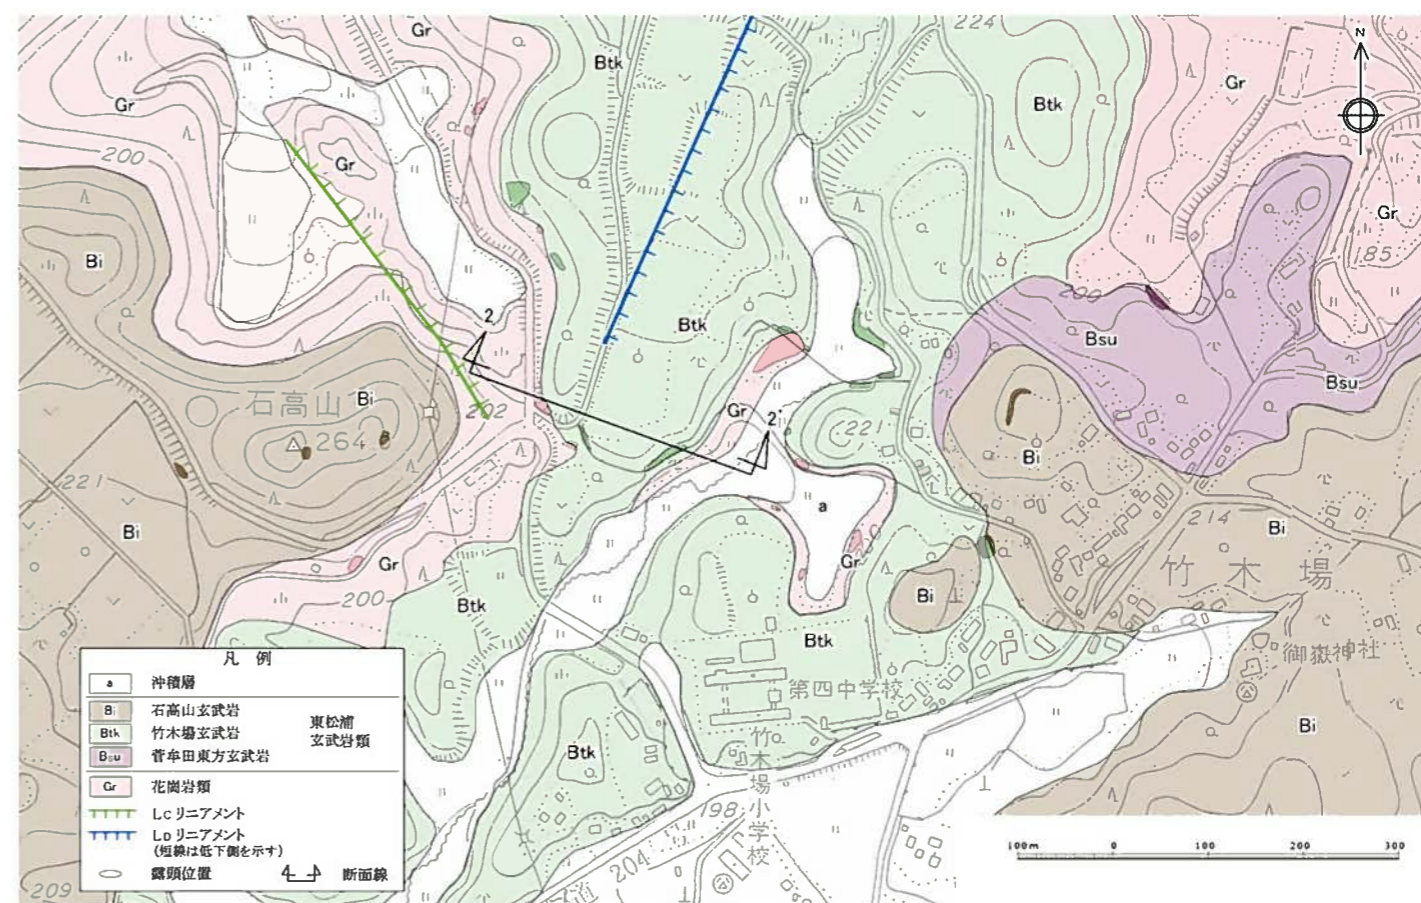 Gr
224
N
Btk
Gr
Btk
Gr
200
Gr
Gr
185
Bi
200
2
Btk
Bsu
Bsu
石高山
Bi
202
Gr
2'
221
264
Bi
221
Bi
a
214
Bi
Gr
Gr
竹木場
200
Btk
Bi
Btk
御嶽神社
第四中学校
Bi
Btk
竹木場小学校
198
道 204
209
凡 例
a 沖積層
Bi 石高山玄武岩
Btk 竹木場玄武岩
Bsu 菅牟田東方玄武岩
東松浦
玄武岩類
Gr 花崗岩類
LC リニアメント
LD リニアメント
(短線は低下側を示す)
露頭位置
断面線
100m 0 100 200 300